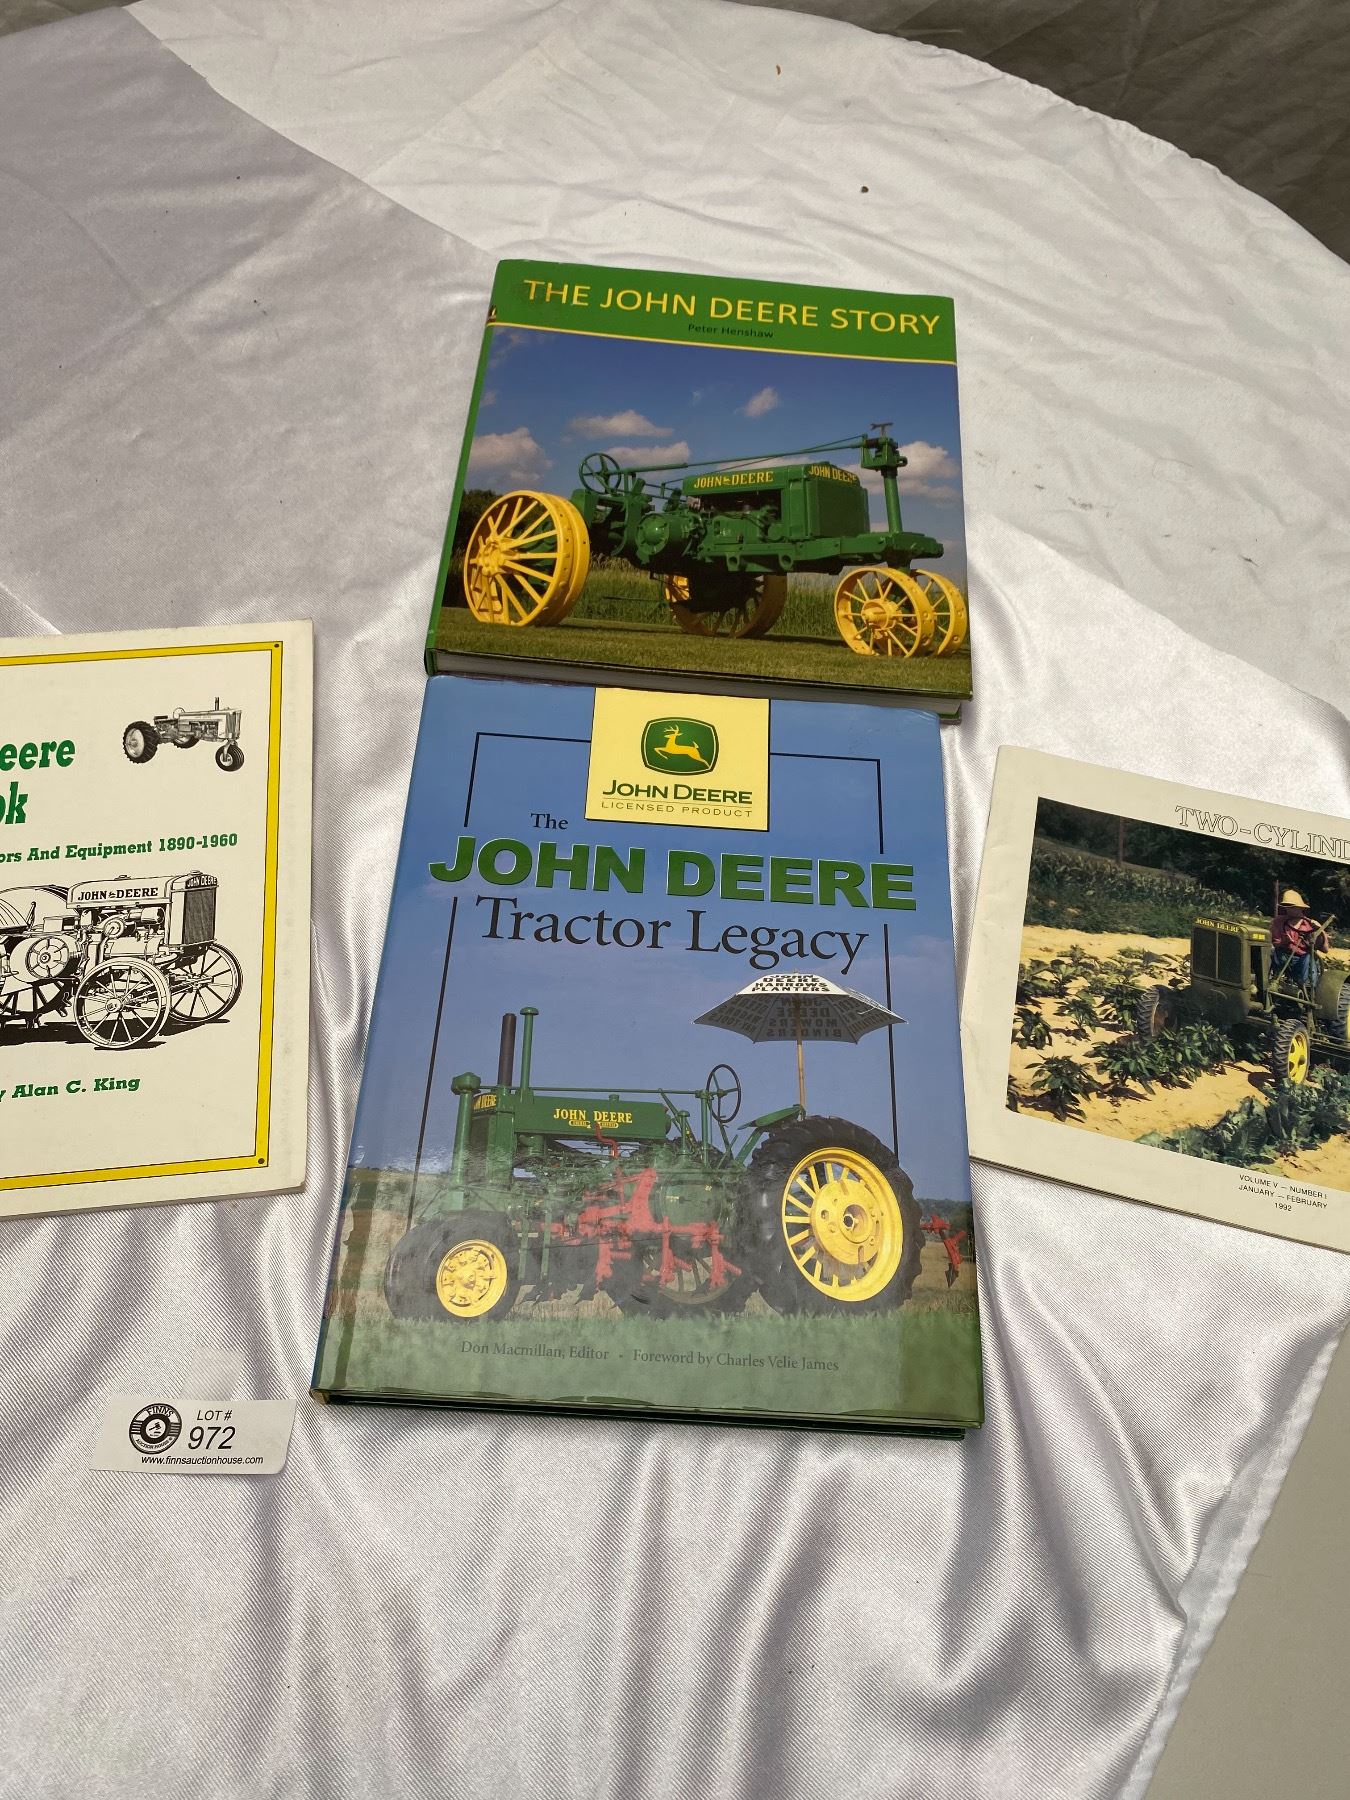 THE JOHN DEERE STORY
Peter Henshaw
JOHN DEERE
JOHN DEERE
JOHN DEERE
LICENSED PRODUCT
The
JOHN DEERE
Tractor Legacy
JOHN
DEERE
HARROWS
PLANTERS
JOHN DEERE
Don Macmillan, Editor • Foreword by Charles Velie James
And Equipment 1890-1960
JOHN DEERE
JOHN DEERE
Alan C. King
TWO-CYLIND
JOHN DEERE
VOLUME V — NUMBER I
JANUARY — FEBRUARY
1992
FINNS
AUCTION HOUSE
LOT #
972
www.finnsauctionhouse.com